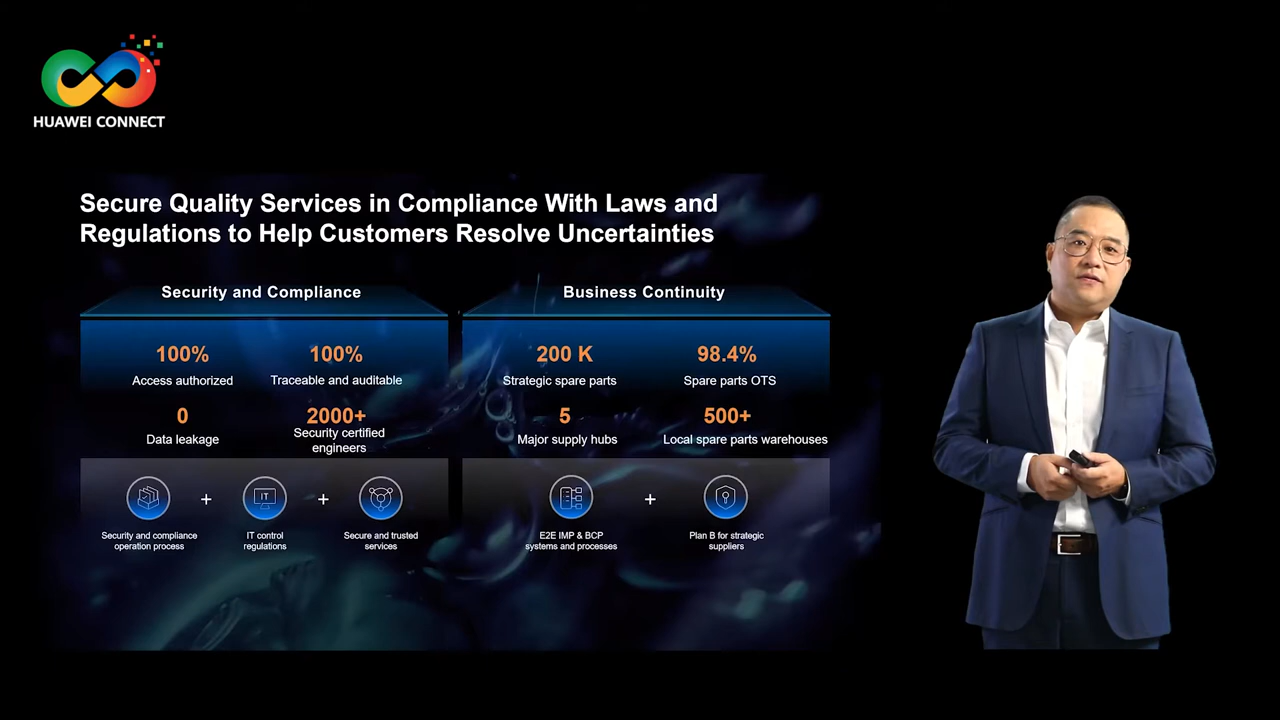 HUAWEI CONNECT
Secure Quality Services in Compliance With Laws and
Regulations to Help Customers Resolve Uncertainties
Security and Compliance
100%
Access authorized
100%
Traceable and auditable
0
Data leakage
2000+
Security certified
engineers
Security and compliance
operation process
+
IT
IT control
regulations
+
Secure and trusted
services
Business Continuity
200 K
Strategic spare parts
98.4%
Spare parts OTS
5
Major supply hubs
500+
Local spare parts warehouses
E2E IMP & BCP
systems and processes
+
Plan B for strategic
suppliers